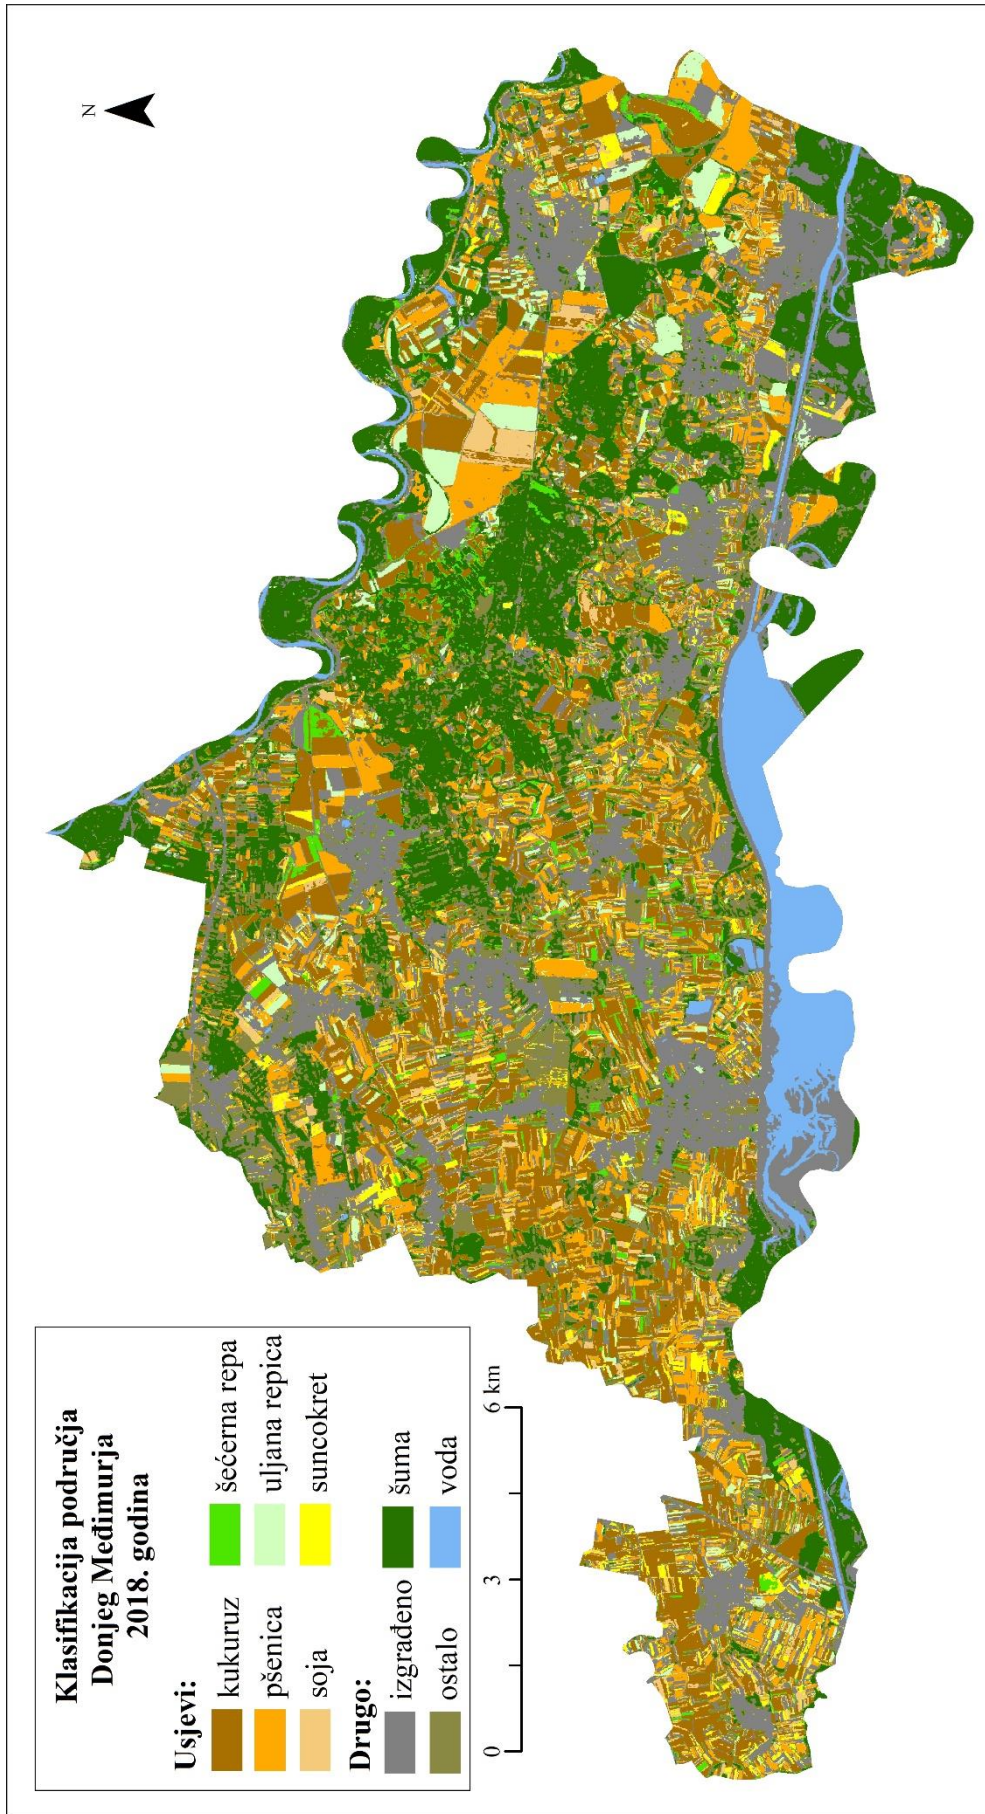 Klasifikacija područja
Donjeg Međimurja
2018. godina
Usjevi:
kukuruz
šećerna repa
pšenica
uljana repica
soja
suncokret
Drugo:
izgrađeno
šuma
ostalo
voda
0 3 6 km
N